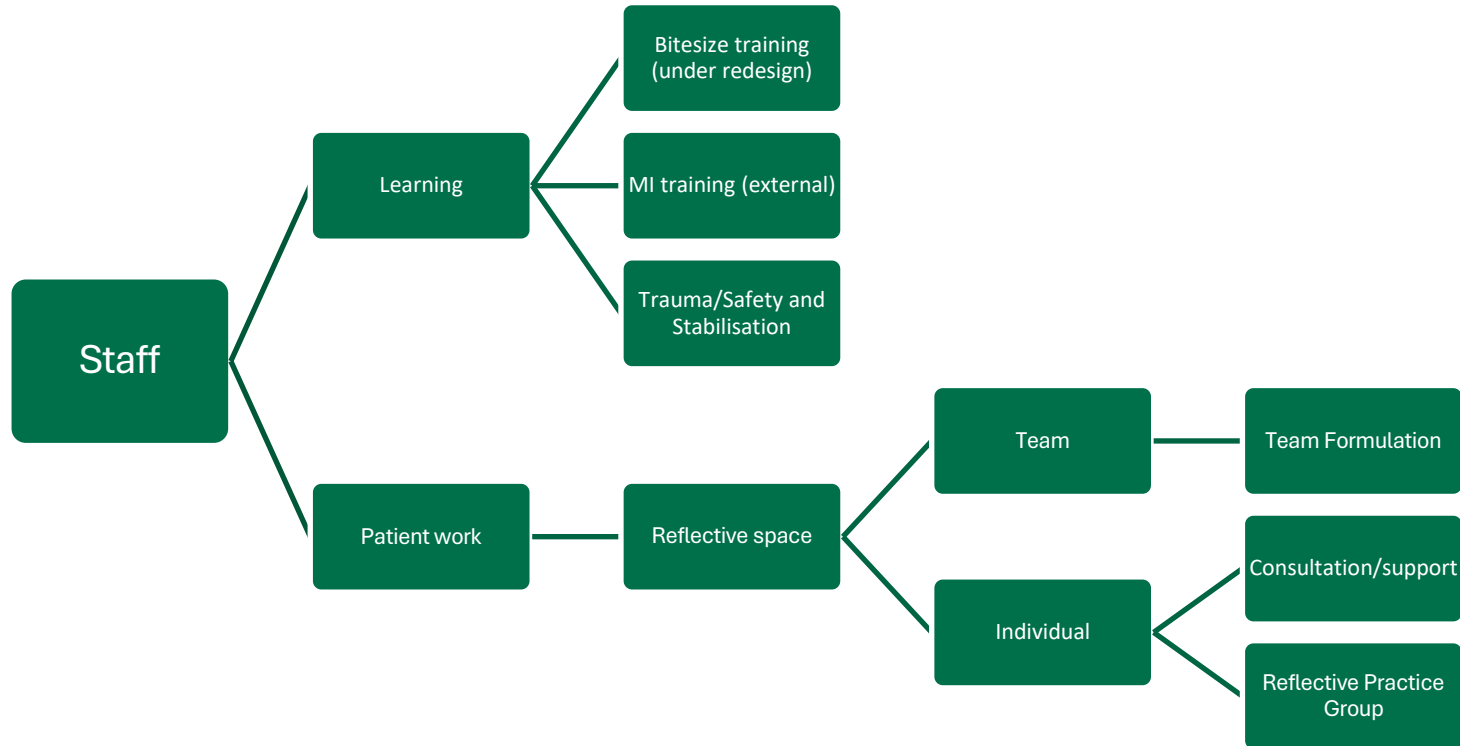 Staff
Learning
Bitesize training
(under redesign)
MI training (external)
Trauma/Safety and
Stabilisation
Patient work
Reflective space
Team
Team Formulation
Individual
Consultation/support
Reflective Practice
Group